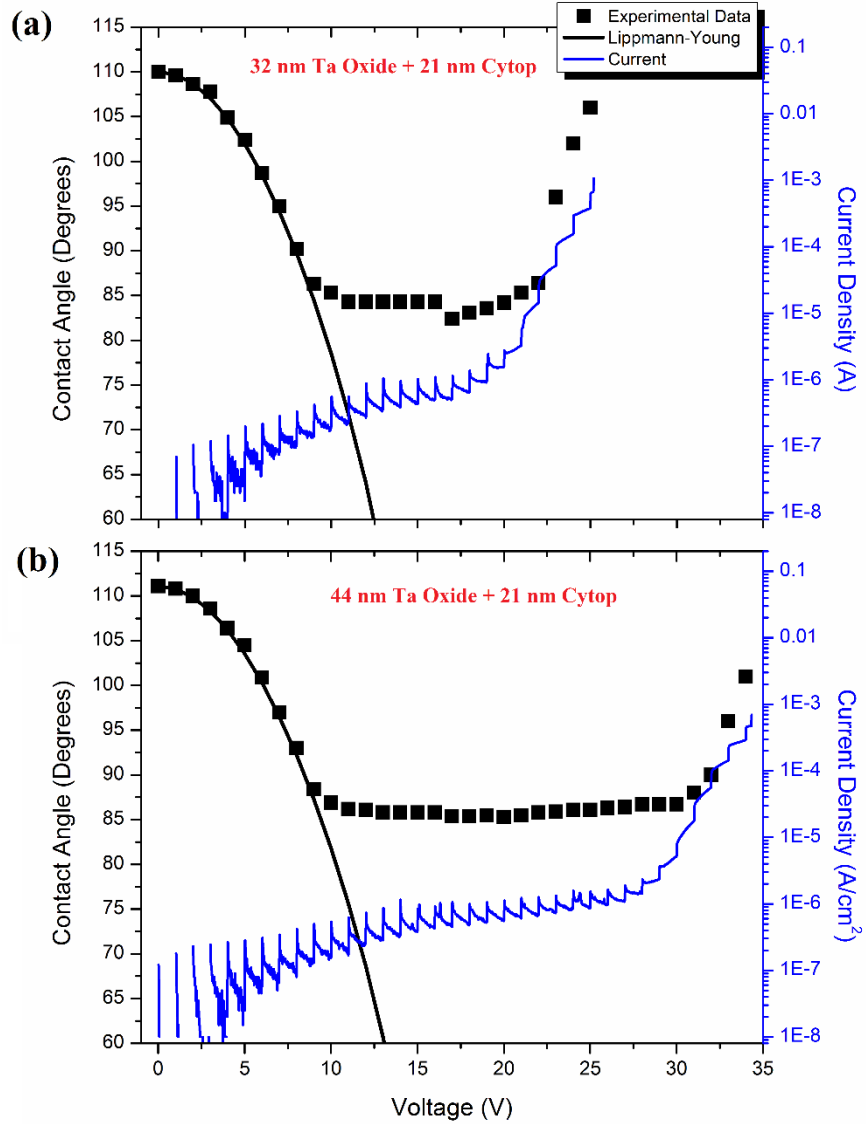 (a)
Experimental Data
Lippmann-Young
Current
32 nm Ta Oxide + 21 nm Cytop
115
110
105
100
95
90
85
80
75
70
65
60
Contact Angle (Degrees)
0.1
0.01
1E-3
1E-4
1E-5
1E-6
1E-7
1E-8
Current Density (A)
(b)
44 nm Ta Oxide + 21 nm Cytop
115
110
105
100
95
90
85
80
75
70
65
60
Contact Angle (Degrees)
0.1
0.01
1E-3
1E-4
1E-5
1E-6
1E-7
1E-8
Current Density (A/cm²)
0 5 10 15 20 25 30 35
Voltage (V)